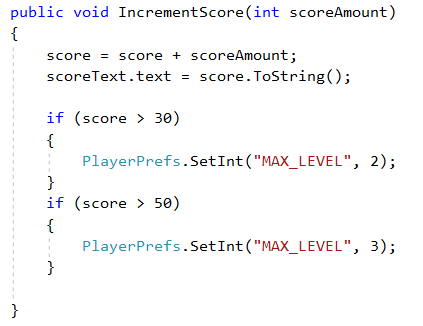 public void IncrementScore(int scoreAmount)
{
score = score + scoreAmount;
scoreText.text = score.ToString();
if (score > 30)
{
PlayerPrefs.SetInt("MAX_LEVEL", 2);
}
if (score > 50)
{
PlayerPrefs.SetInt("MAX_LEVEL", 3);
}
}